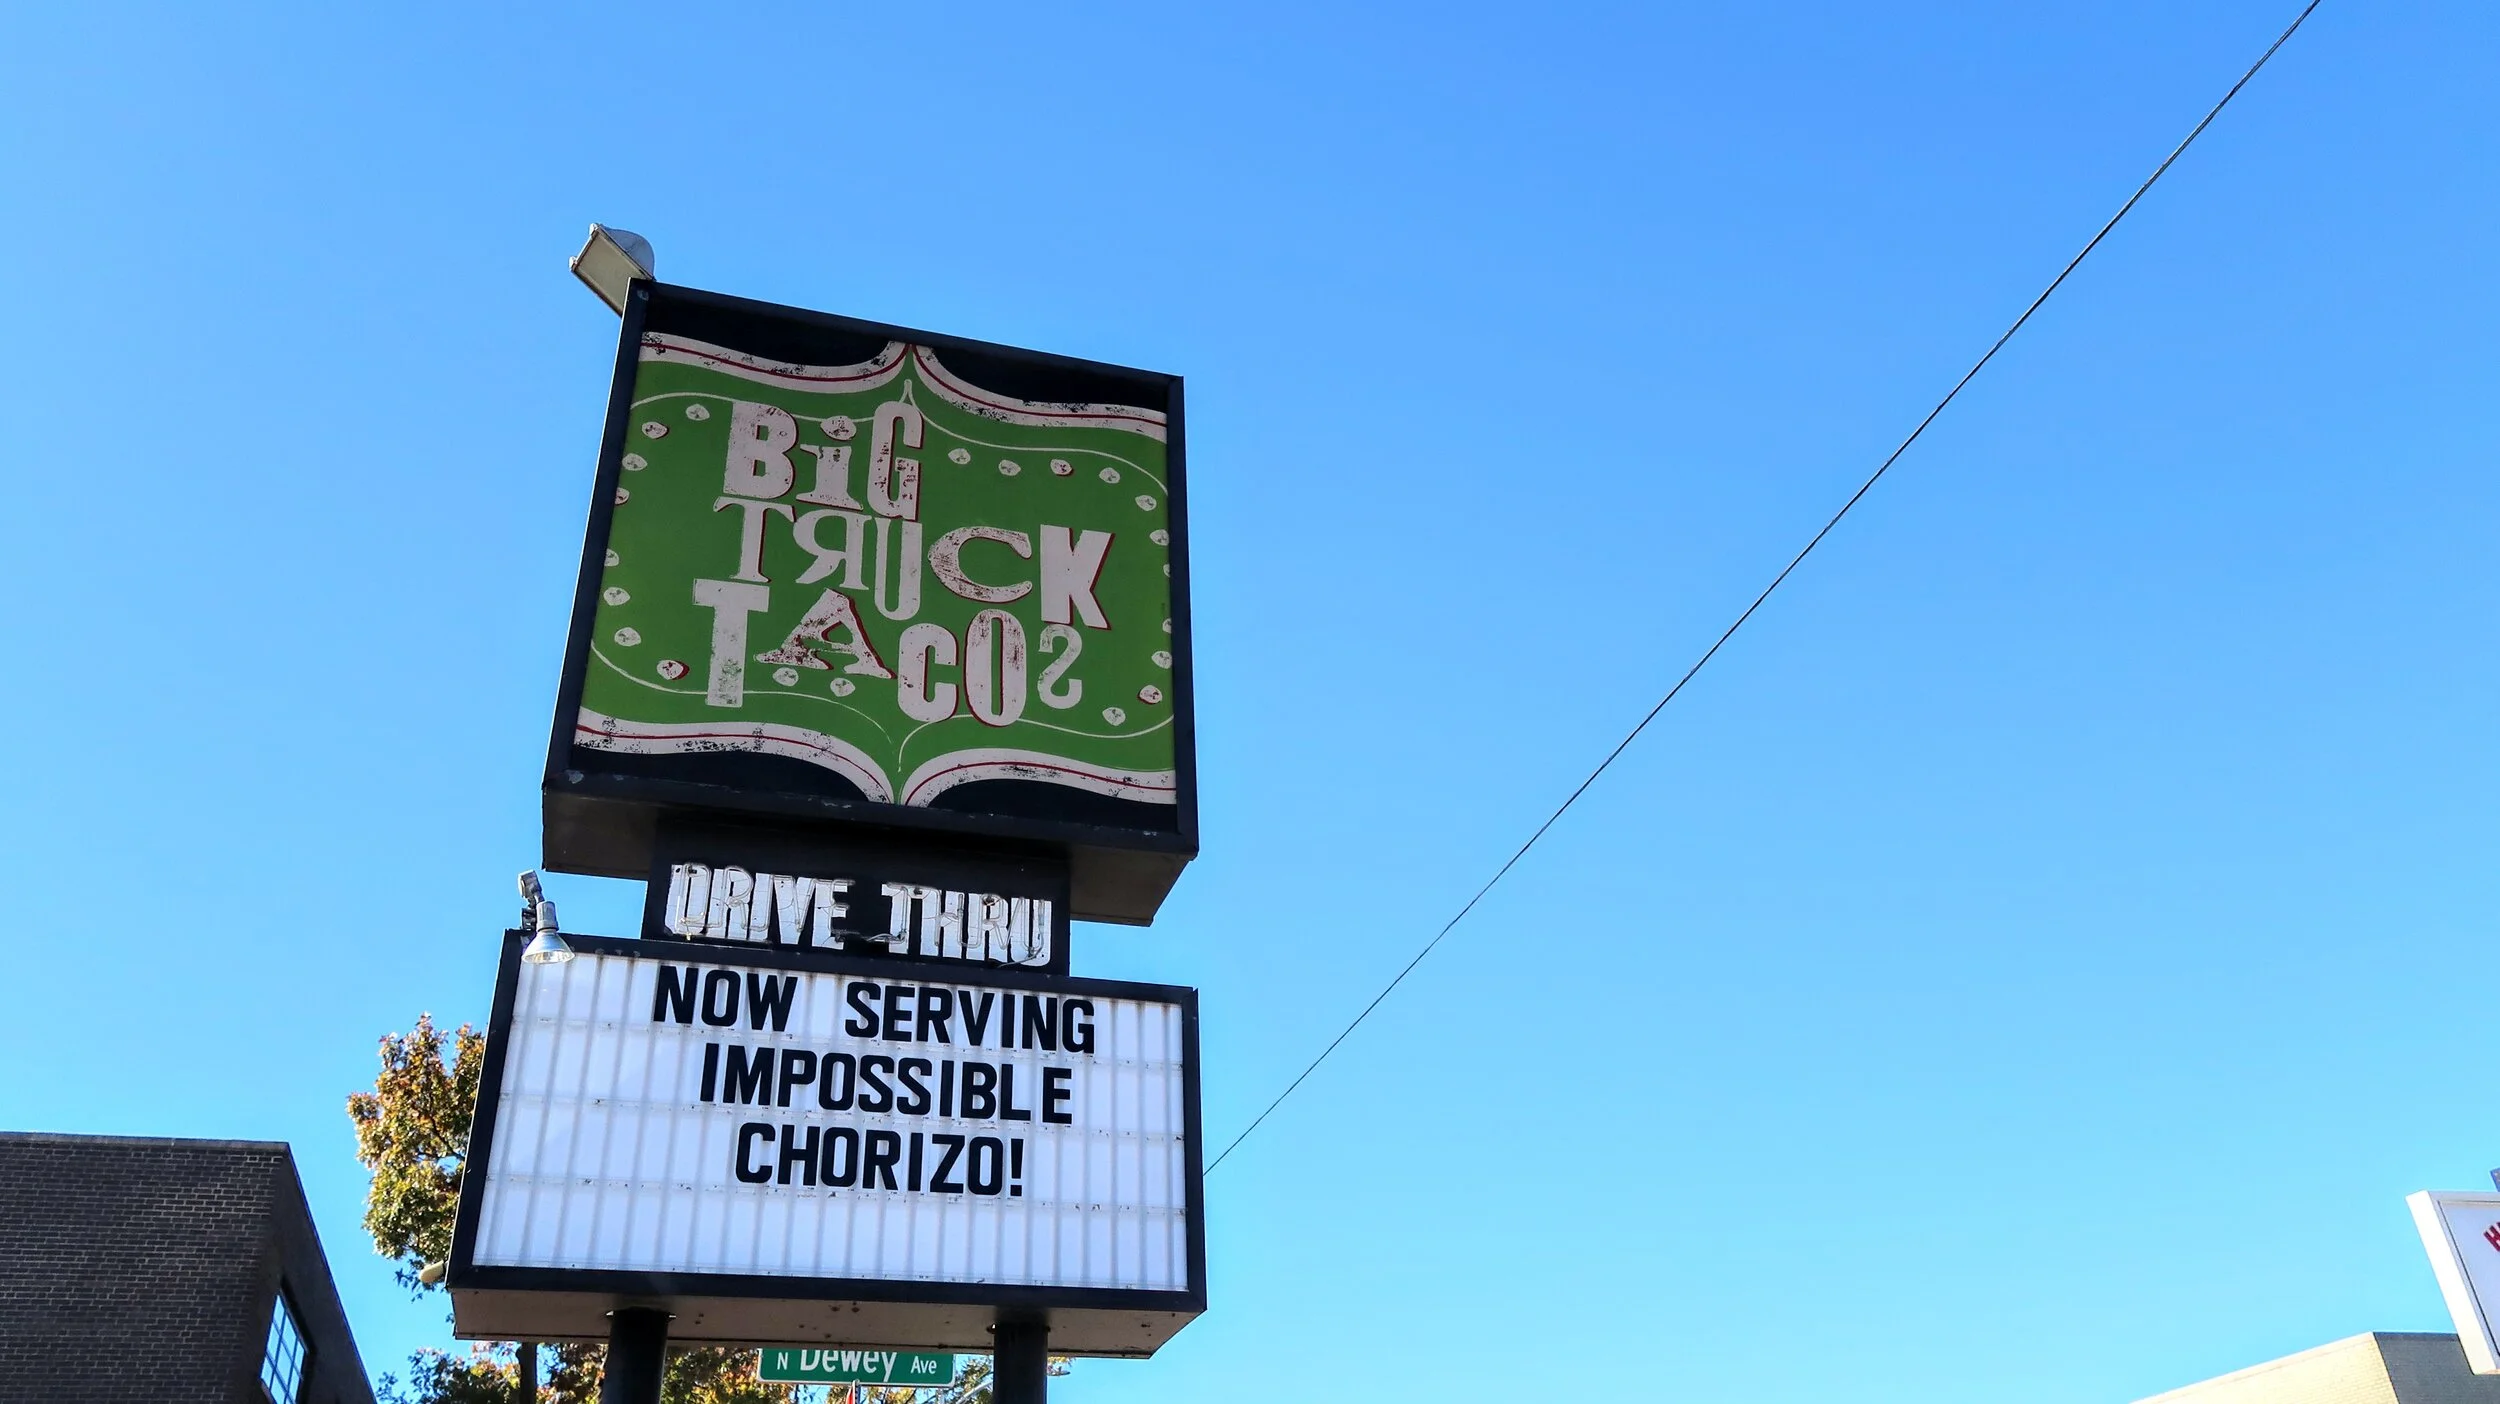 BiG
TRUCK
TACOS
DRIVE THRU
NOW SERVING
IMPOSSIBLE
CHORIZO!
N Dewey Ave